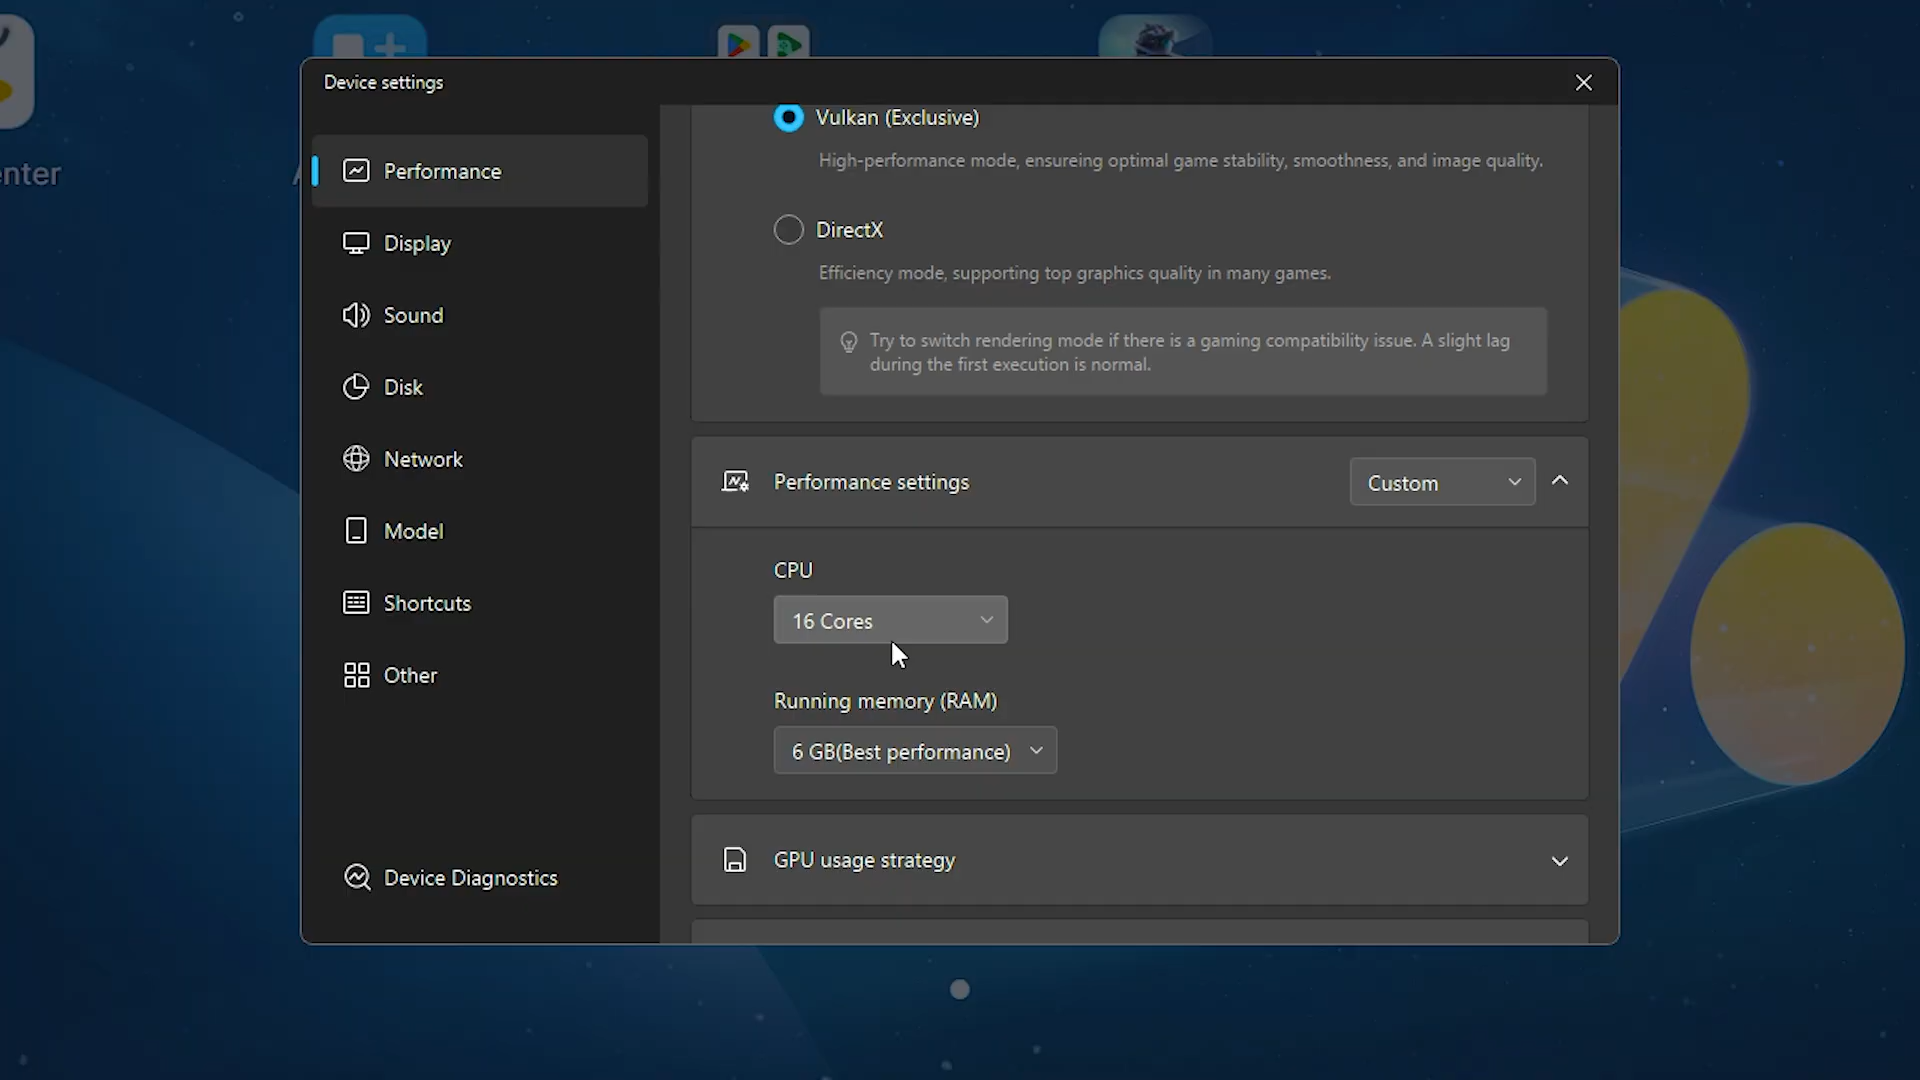 Device settings
enter
A
Performance
Display
Sound
Disk
Network
Model
Shortcuts
Other
Device Diagnostics
Vulkan (Exclusive)
High-performance mode, ensureing optimal game stability, smoothness, and image quality.
DirectX
Efficiency mode, supporting top graphics quality in many games.
Try to switch rendering mode if there is a gaming compatibility issue. A slight lag
during the first execution is normal.
Performance settings
Custom
CPU
16 Cores
Running memory (RAM)
6 GB(Best performance)
GPU usage strategy